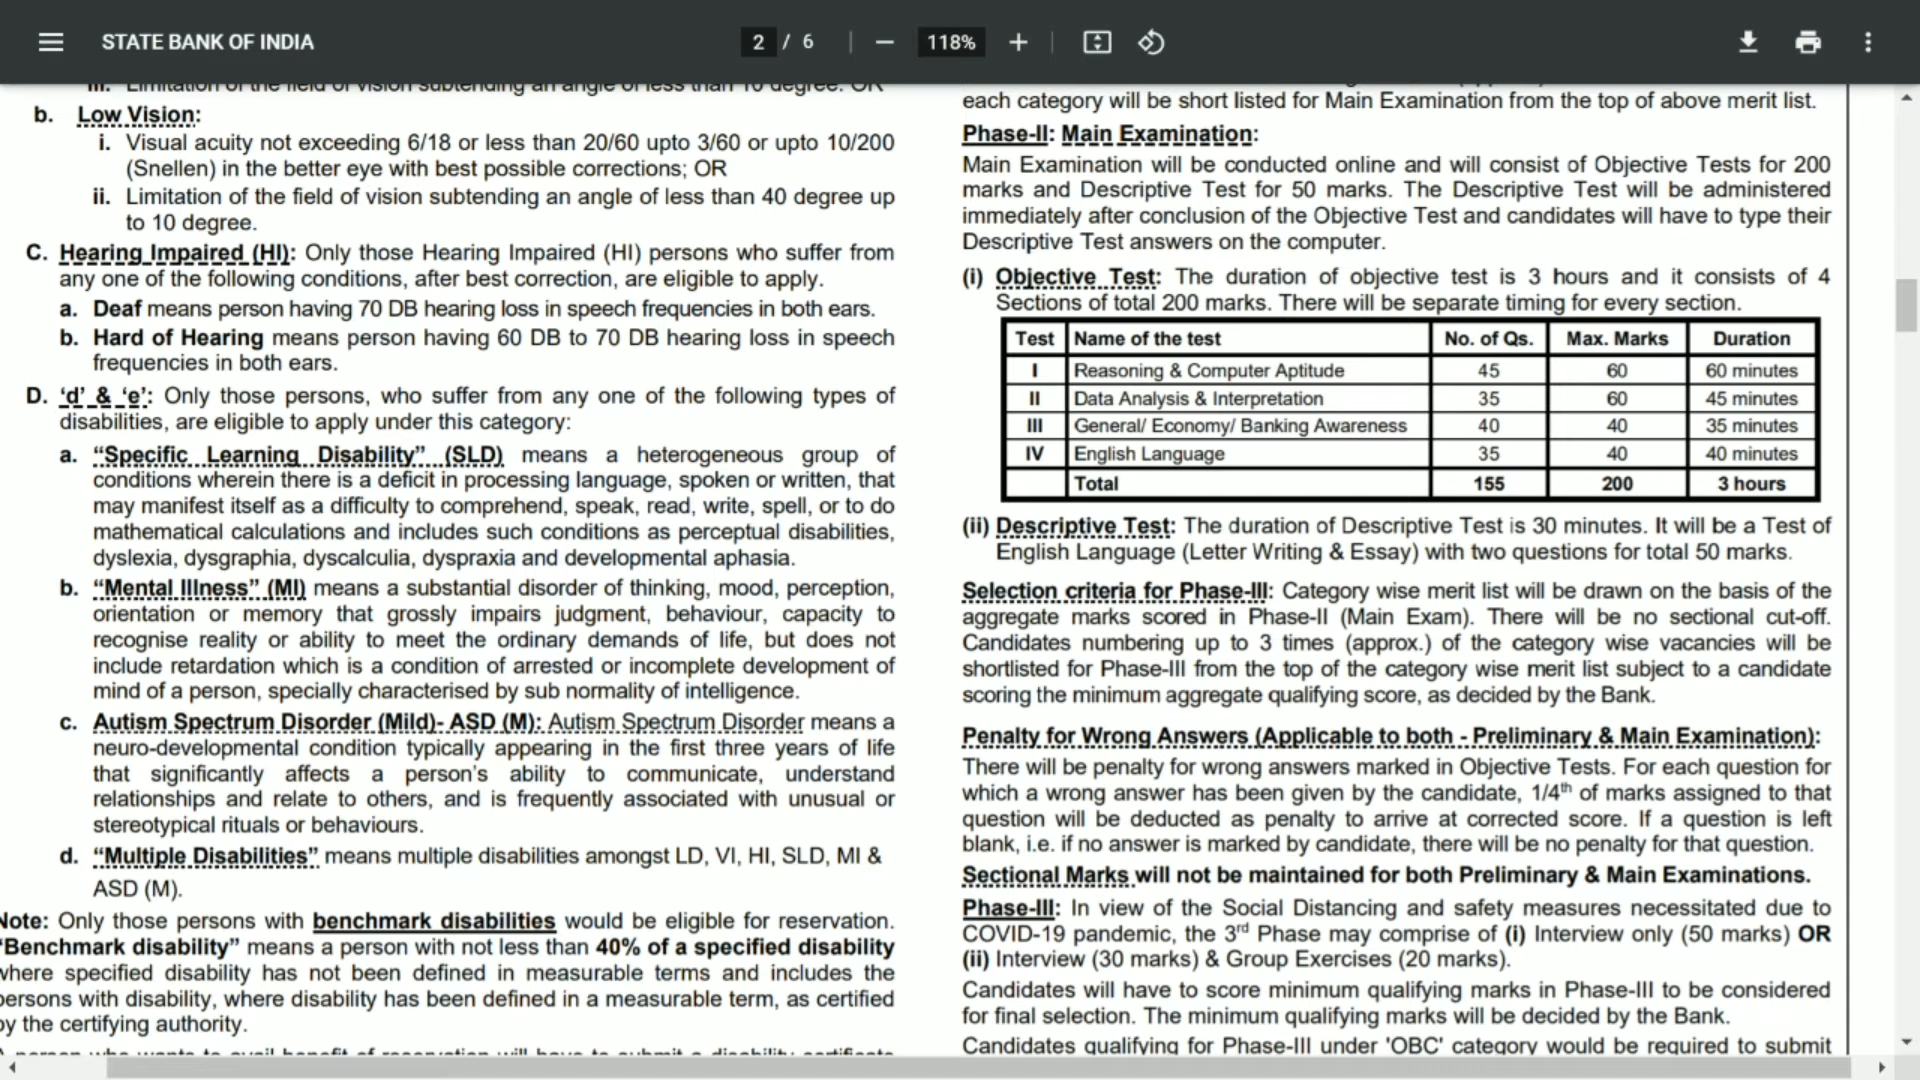 STATE BANK OF INDIA
2 / 6
118%
iii. Limitation of the field of vision subtending an angle of less than 10 degree. OR
b. Low Vision:
i. Visual acuity not exceeding 6/18 or less than 20/60 upto 3/60 or upto 10/200
(Snellen) in the better eye with best possible corrections; OR
ii. Limitation of the field of vision subtending an angle of less than 40 degree up
to 10 degree.
C. Hearing Impaired (HI): Only those Hearing Impaired (HI) persons who suffer from
any one of the following conditions, after best correction, are eligible to apply.
a. Deaf means person having 70 DB hearing loss in speech frequencies in both ears.
b. Hard of Hearing means person having 60 DB to 70 DB hearing loss in speech
frequencies in both ears.
D. ‘d’ & ‘e’: Only those persons, who suffer from any one of the following types of
disabilities, are eligible to apply under this category:
a. “Specific Learning Disability” (SLD) means a heterogeneous group of
conditions wherein there is a deficit in processing language, spoken or written, that
may manifest itself as a difficulty to comprehend, speak, read, write, spell, or to do
mathematical calculations and includes such conditions as perceptual disabilities,
dyslexia, dysgraphia, dyscalculia, dyspraxia and developmental aphasia.
b. “Mental Illness” (MI) means a substantial disorder of thinking, mood, perception,
orientation or memory that grossly impairs judgment, behaviour, capacity to
recognise reality or ability to meet the ordinary demands of life, but does not
include retardation which is a condition of arrested or incomplete development of
mind of a person, specially characterised by sub normality of intelligence.
c. Autism Spectrum Disorder (Mild)- ASD (M): Autism Spectrum Disorder means a
neuro-developmental condition typically appearing in the first three years of life
that significantly affects a person’s ability to communicate, understand
relationships and relate to others, and is frequently associated with unusual or
stereotypical rituals or behaviours.
d. “Multiple Disabilities” means multiple disabilities amongst LD, VI, HI, SLD, MI &
ASD (M).
Note: Only those persons with benchmark disabilities would be eligible for reservation.
“Benchmark disability” means a person with not less than 40% of a specified disability
where specified disability has not been defined in measurable terms and includes the
persons with disability, where disability has been defined in a measurable term, as certified
by the certifying authority.
A person who wants to avail benefit of reservation will have to submit a disability certificate
each category will be short listed for Main Examination from the top of above merit list.
Phase-II: Main Examination:
Main Examination will be conducted online and will consist of Objective Tests for 200
marks and Descriptive Test for 50 marks. The Descriptive Test will be administered
immediately after conclusion of the Objective Test and candidates will have to type their
Descriptive Test answers on the computer.
(i) Objective Test: The duration of objective test is 3 hours and it consists of 4
Sections of total 200 marks. There will be separate timing for every section.
Test Name of the test No. of Qs. Max. Marks Duration
I Reasoning & Computer Aptitude 45 60 60 minutes
II Data Analysis & Interpretation 35 60 45 minutes
III General/ Economy/ Banking Awareness 40 40 35 minutes
IV English Language 35 40 40 minutes
Total 155 200 3 hours
(ii) Descriptive Test: The duration of Descriptive Test is 30 minutes. It will be a Test of
English Language (Letter Writing & Essay) with two questions for total 50 marks.
Selection criteria for Phase-III: Category wise merit list will be drawn on the basis of the
aggregate marks scored in Phase-II (Main Exam). There will be no sectional cut-off.
Candidates numbering up to 3 times (approx.) of the category wise vacancies will be
shortlisted for Phase-III from the top of the category wise merit list subject to a candidate
scoring the minimum aggregate qualifying score, as decided by the Bank.
Penalty for Wrong Answers (Applicable to both - Preliminary & Main Examination):
There will be penalty for wrong answers marked in Objective Tests. For each question for
which a wrong answer has been given by the candidate, 1/4th of marks assigned to that
question will be deducted as penalty to arrive at corrected score. If a question is left
blank, i.e. if no answer is marked by candidate, there will be no penalty for that question.
Sectional Marks will not be maintained for both Preliminary & Main Examinations.
Phase-III: In view of the Social Distancing and safety measures necessitated due to
COVID-19 pandemic, the 3rd Phase may comprise of (i) Interview only (50 marks) OR
(ii) Interview (30 marks) & Group Exercises (20 marks).
Candidates will have to score minimum qualifying marks in Phase-III to be considered
for final selection. The minimum qualifying marks will be decided by the Bank.
Candidates qualifying for Phase-III under 'OBC' category would be required to submit